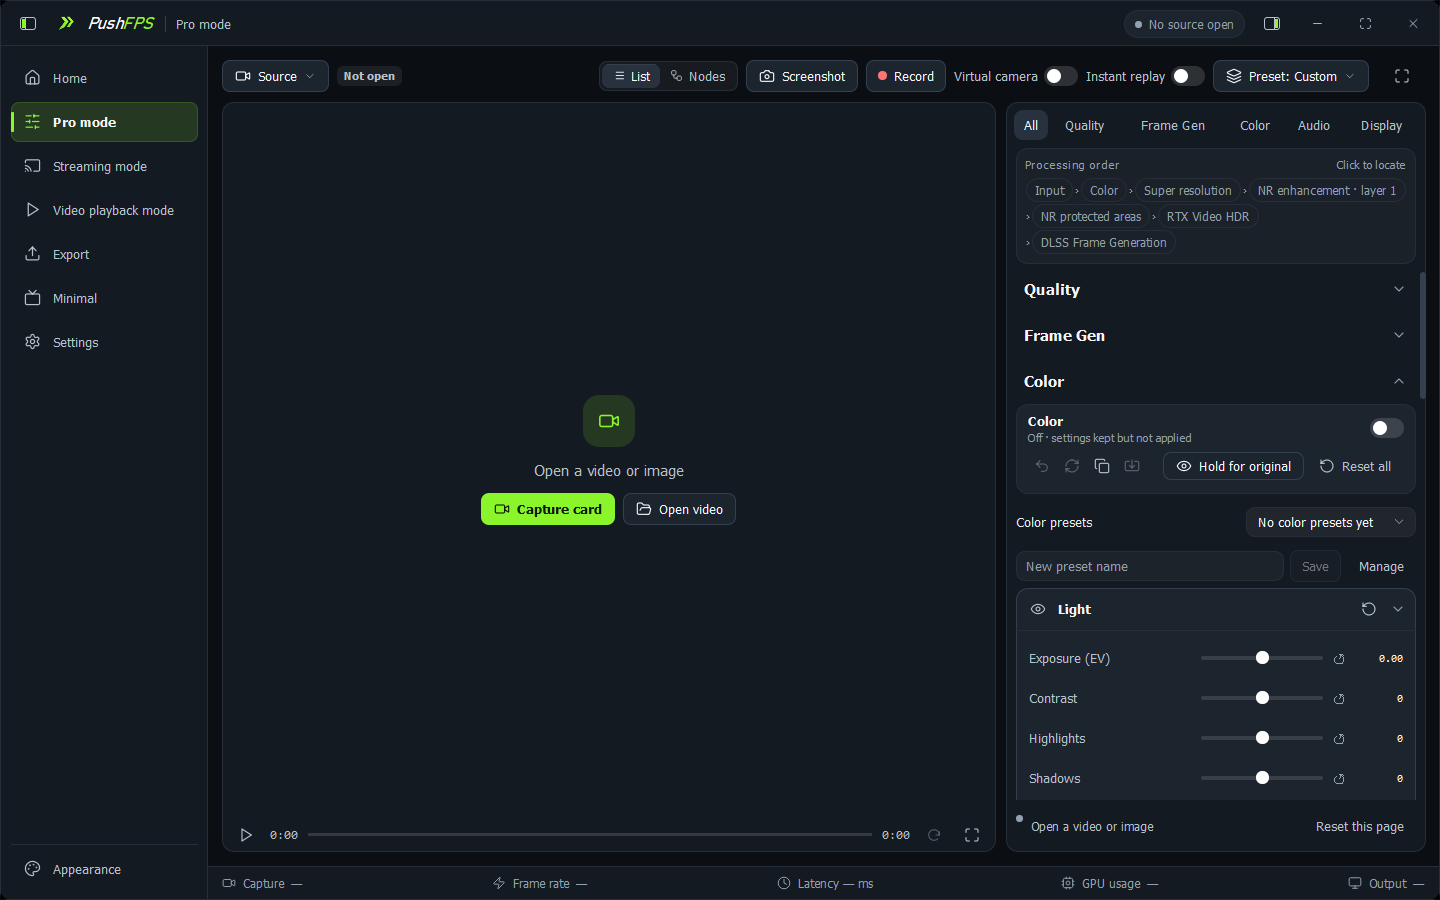 PushFPS
Pro mode
No source open
Home
Pro mode
Streaming mode
Video playback mode
Export
Minimal
Settings
Appearance
Source
Not open
List
Nodes
Screenshot
Record
Virtual camera
Instant replay
Preset: Custom
Open a video or image
Capture card
Open video
0:00
0:00
All
Quality
Frame Gen
Color
Audio
Display
Processing order
Click to locate
Input › Color › Super resolution › NR enhancement · layer 1
› NR protected areas › RTX Video HDR
› DLSS Frame Generation
Quality
Frame Gen
Color
Color
Off · settings kept but not applied
Hold for original
Reset all
Color presets
No color presets yet
New preset name
Save
Manage
Light
Exposure (EV) 0.00
Contrast 0
Highlights 0
Shadows 0
Open a video or image
Reset this page
Capture —
Frame rate —
Latency — ms
GPU usage —
Output —